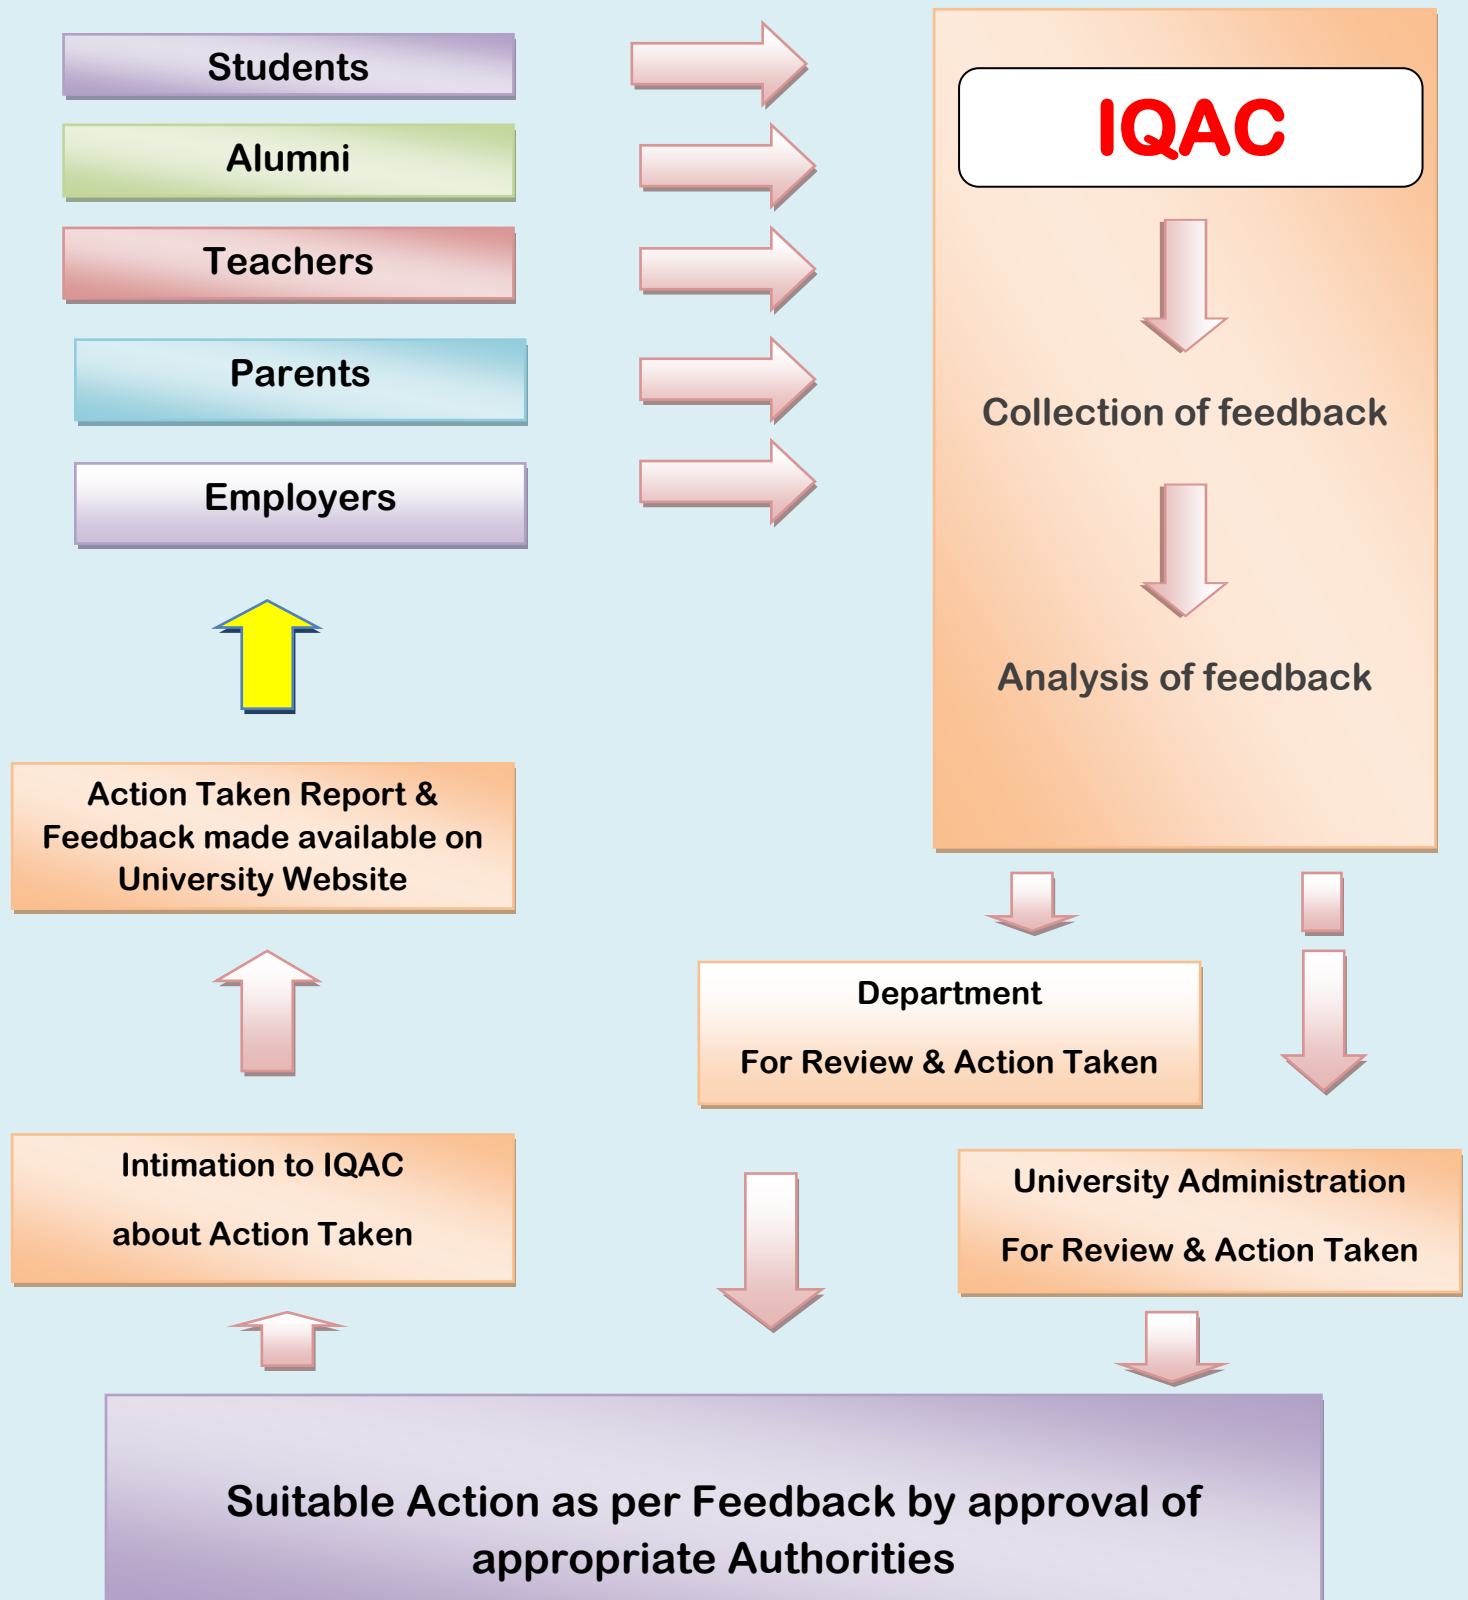 Students
Alumni
Teachers
Parents
Employers
IQAC
Collection of feedback
Analysis of feedback
Action Taken Report &
Feedback made available on
University Website
Department
For Review & Action Taken
Intimation to IQAC
about Action Taken
University Administration
For Review & Action Taken
Suitable Action as per Feedback by approval of
appropriate Authorities